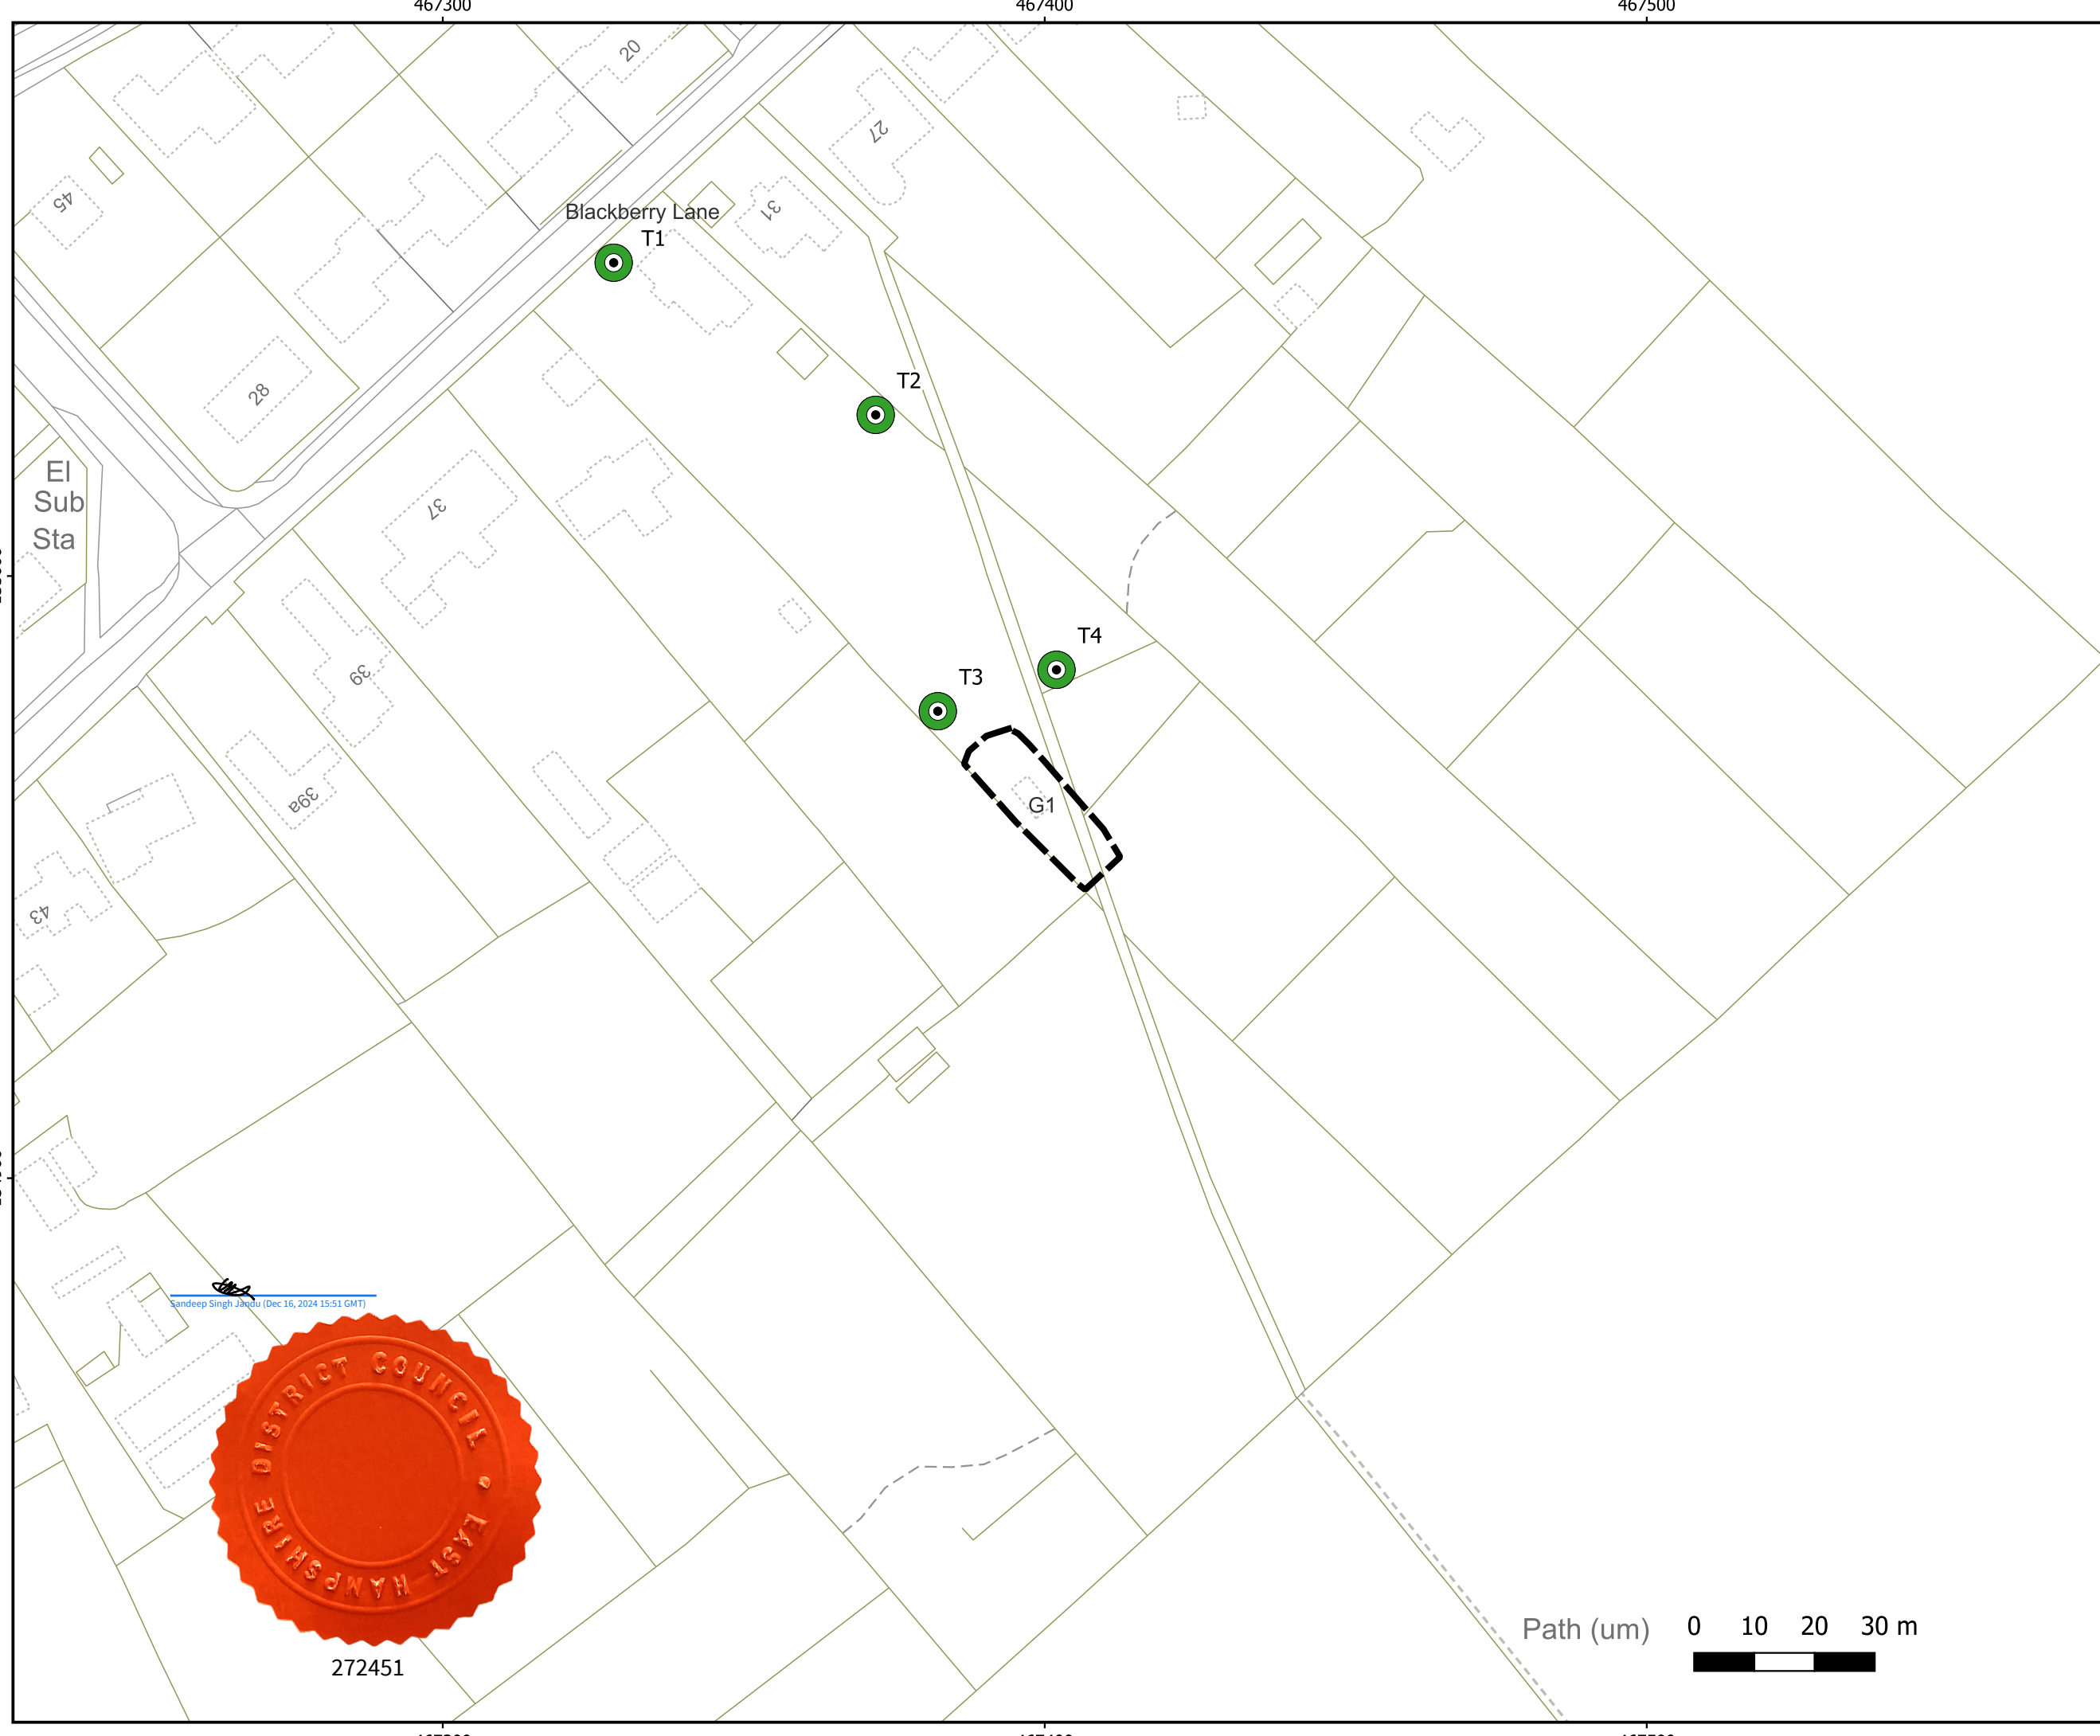 467300
467400
467500
20
27
45
31
Blackberry Lane
T1
28
T2
El
Sub
Sta
37
T4
39
T3
39a
G1
43
Sandeep Singh Jandu (Dec 16, 2024 15:51 GMT)
DISTRICT COUNCIL • EAST HAMPSHIRE
272451
Path (um)
0 10 20 30 m